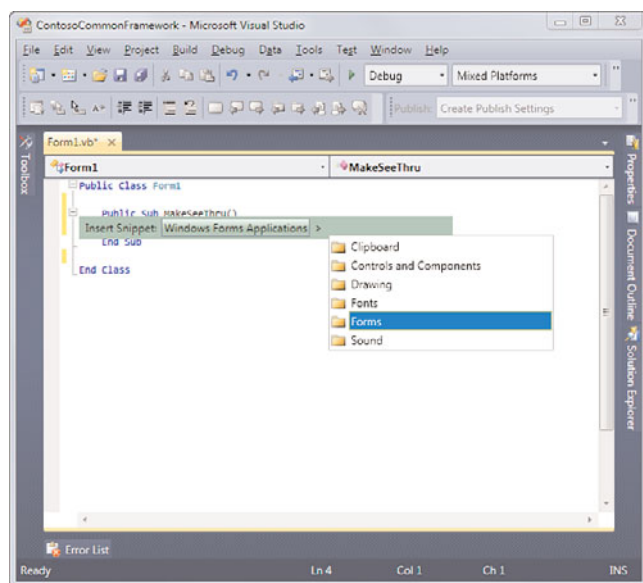 ContosoCommonFramework - Microsoft Visual Studio
File Edit View Project Build Debug Data Tools Test Window Help
Debug Mixed Platforms
Publish: Create Publish Settings
Toolbox
Form1.vb*
Form1 MakeSeeThru
Public Class Form1
Public Sub MakeSeeThru()
Insert Snippet: Windows Forms Applications >
End Sub
End Class
Clipboard
Controls and Components
Drawing
Fonts
Forms
Sound
Properties
Document Outline
Solution Explorer
Error List
Ready Ln 4 Col 1 Ch 1 INS